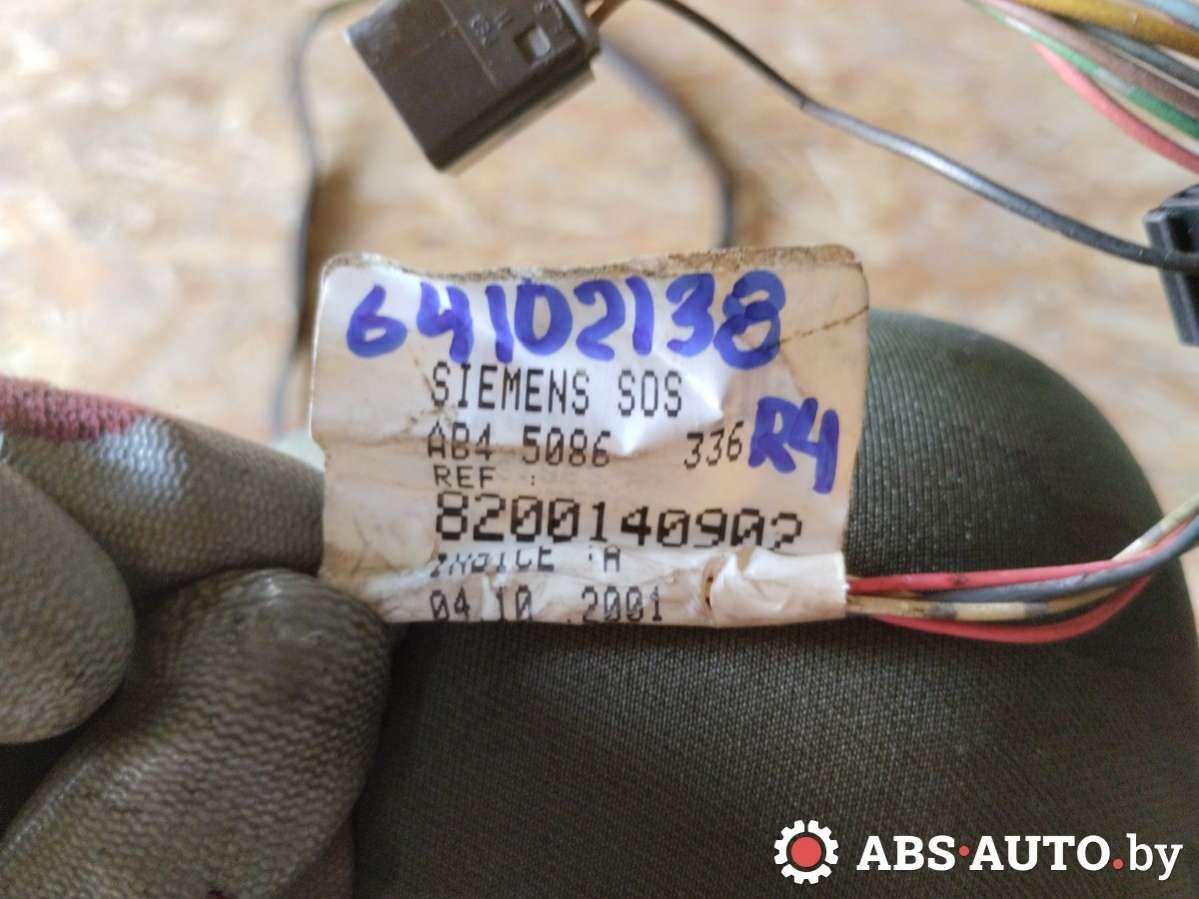 64102138
SIEMENS SOS
AB4 5086 336 R4
REF :
8200140902
INDICE :A
04.10 .2001
ABS·AUTO.by